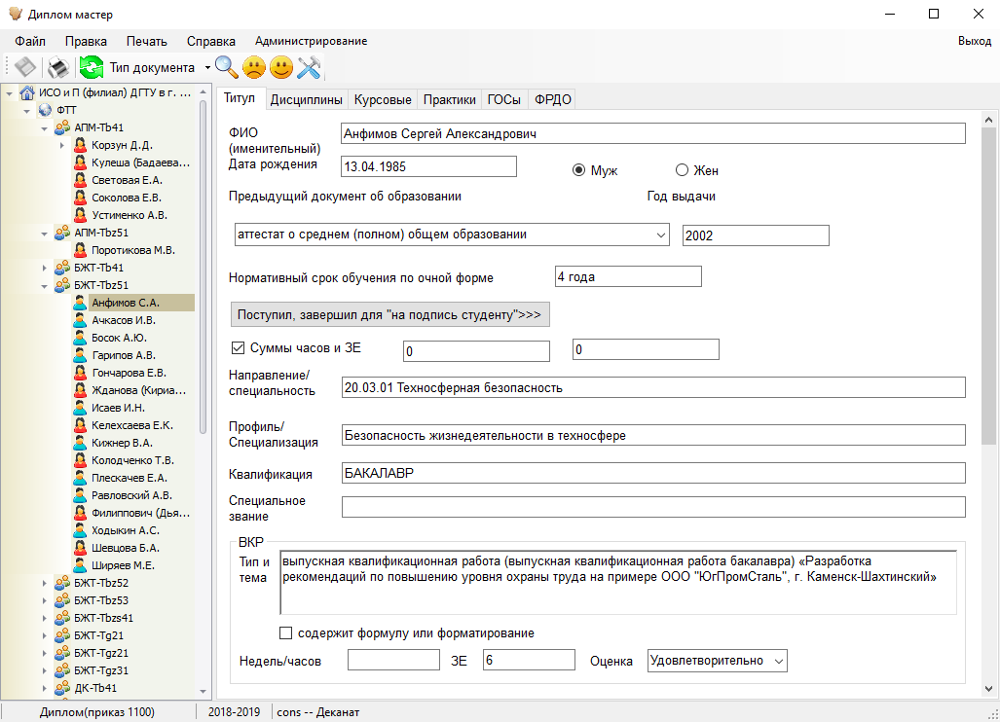 Диплом мастер
Файл Правка Печать Справка Администрирование Выход
Тип документа
ИСО и П (филиал) ДГТУ в г. ...
ФТТ
АПМ-Tb41
Корзун Д.Д.
Кулеша (Бадаева...
Световая Е.А.
Соколова Е.В.
Устименко А.В.
АПМ-Tbz51
Поротикова М.В.
БЖТ-Tb41
БЖТ-Tbz51
Анфимов С.А.
Ачкасов И.В.
Босок А.Ю.
Гарипов А.В.
Гончарова Е.В.
Жданова (Кириа...
Исаев И.Н.
Келехсаева Е.К.
Кижнер В.А.
Колодченко Т.В.
Плескачев Е.А.
Равловский А.В.
Филиппович (Дья...
Ходыкин А.С.
Шевцова Б.А.
Ширяев М.Е.
БЖТ-Tbz52
БЖТ-Tbz53
БЖТ-Tbzs41
БЖТ-Tg21
БЖТ-Tgz21
БЖТ-Tgz31
ДК-Tb41
Титул Дисциплины Курсовые Практики ГОСы ФРДО
ФИО
(именительный)
Анфимов Сергей Александрович
Дата рождения
13.04.1985
Муж Жен
Предыдущий документ об образовании Год выдачи
аттестат о среднем (полном) общем образовании 2002
Нормативный срок обучения по очной форме 4 года
Поступил, завершил для "на подпись студенту">>>
Суммы часов и ЗЕ 0 0
Направление/
специальность
20.03.01 Техносферная безопасность
Профиль/
Специализация
Безопасность жизнедеятельности в техносфере
Квалификация БАКАЛАВР
Специальное
звание
ВКР
Тип и
тема
выпускная квалификационная работа (выпускная квалификационная работа бакалавра) «Разработка
рекомендаций по повышению уровня охраны труда на примере ООО "ЮгПромСталь", г. Каменск-Шахтинский»
содержит формулу или форматирование
Недель/часов ЗЕ 6 Оценка Удовлетворительно
Диплом(приказ 1100) 2018-2019 cons -- Деканат